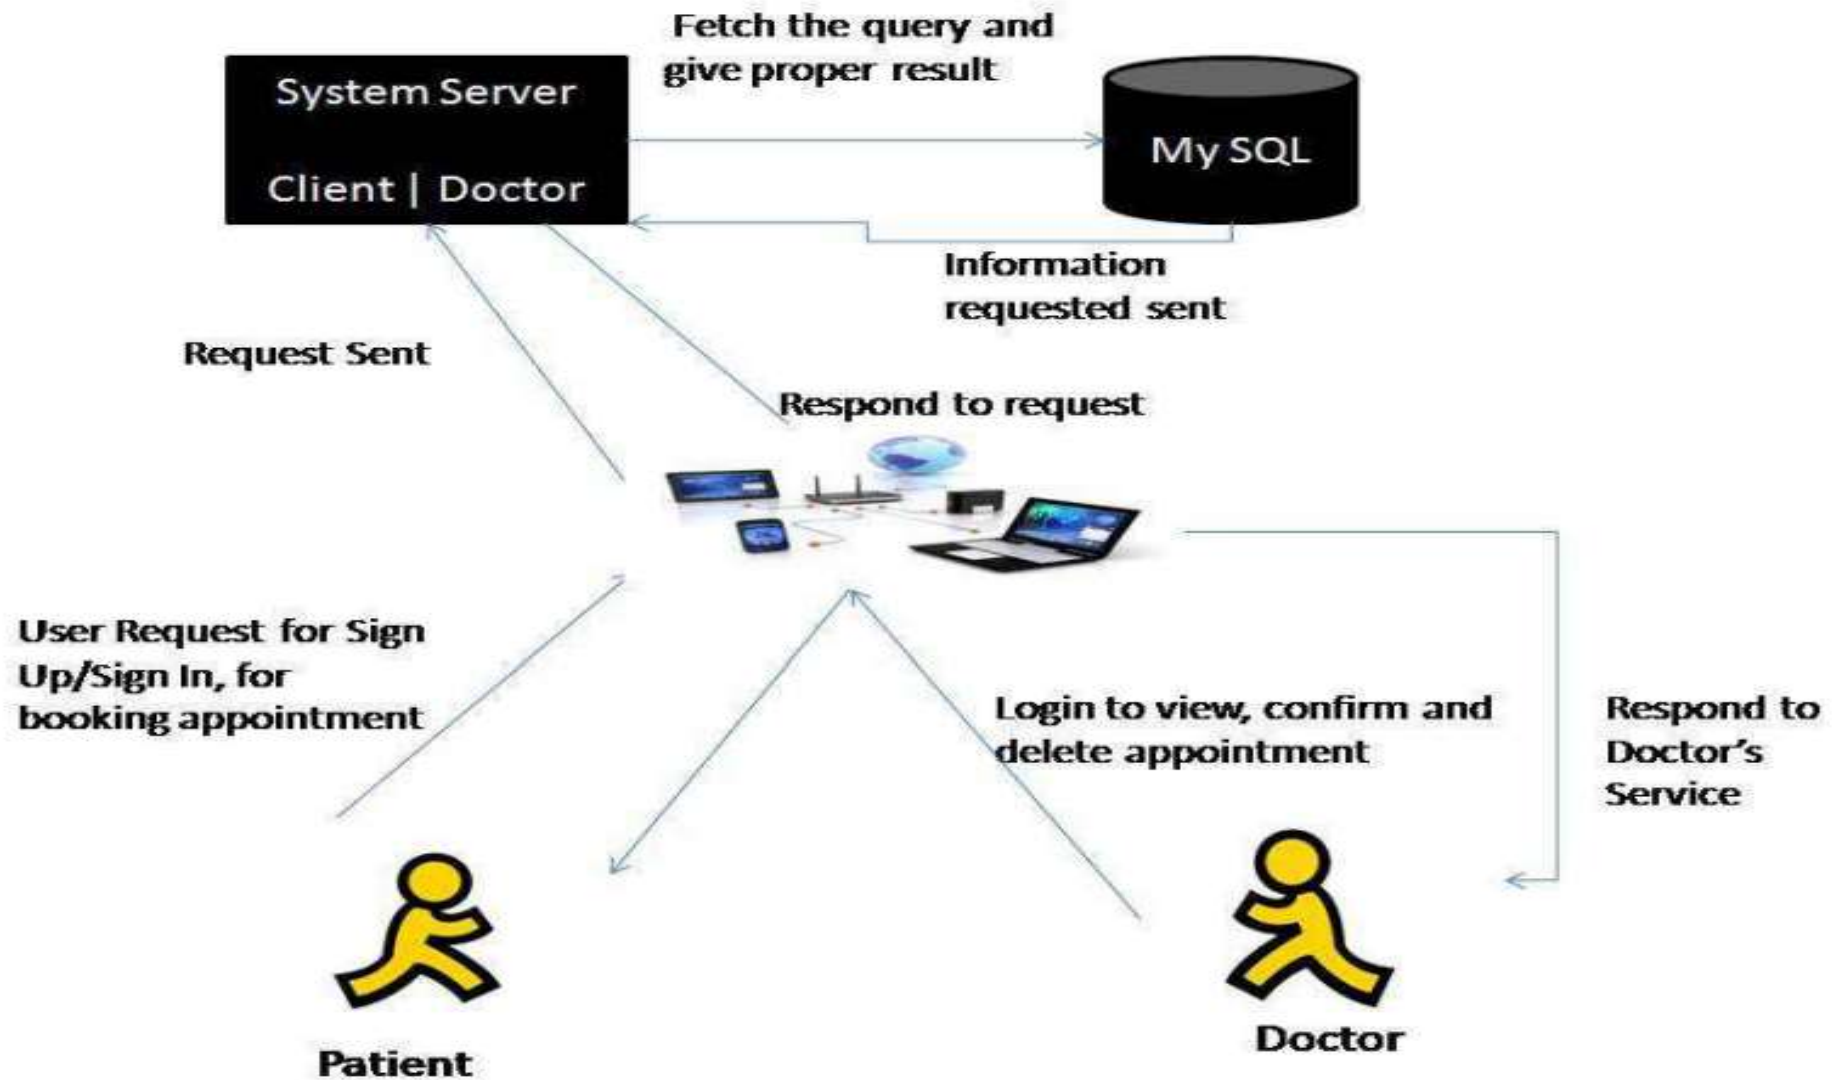 Fetch the query and
give proper result
System Server
Client | Doctor
My SQL
Information
requested sent
Request Sent
Respond to request
User Request for Sign
Up/Sign In, for
booking appointment
Login to view, confirm and
delete appointment
Respond to
Doctor's
Service
Patient
Doctor